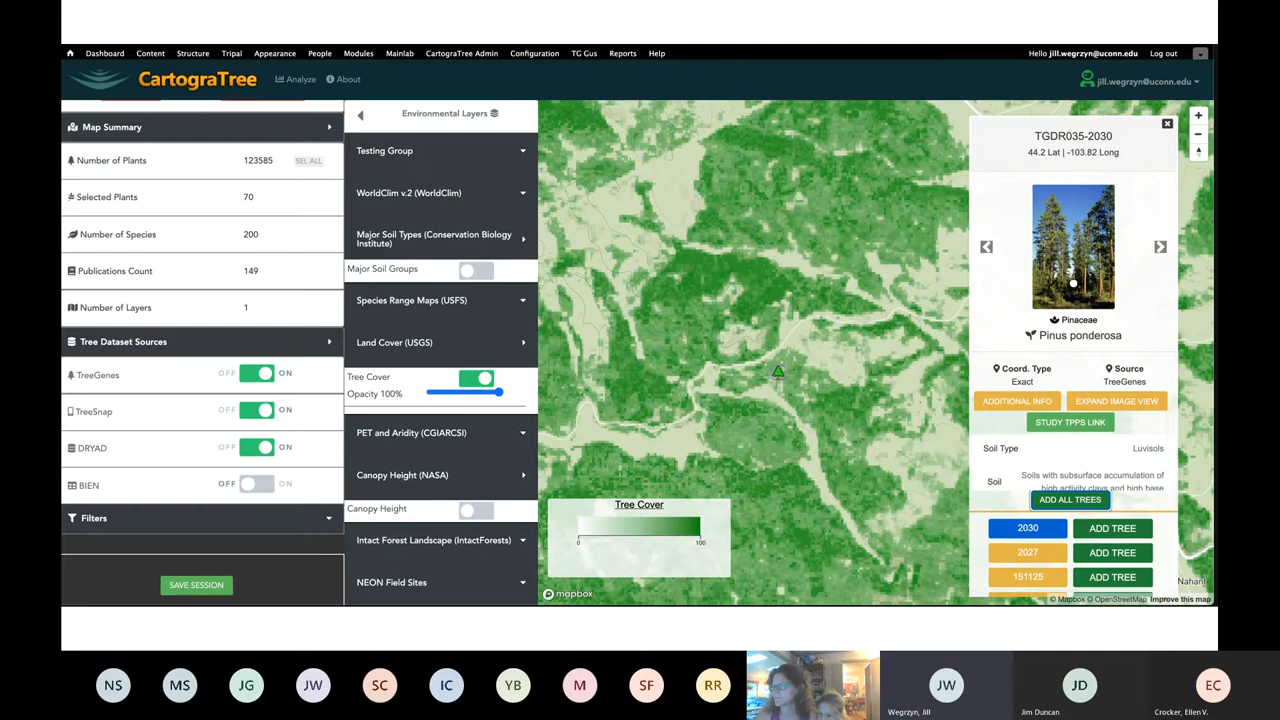 Dashboard Content Structure Tripal Appearance People Modules Mainlab CartograTree Admin Configuration TG Gus Reports Help
Hello jill.wegrzyn@uconn.edu Log out
CartograTree Analyze About
jill.wegrzyn@uconn.edu
Map Summary
Number of Plants 123585 SEL ALL
Selected Plants 70
Number of Species 200
Publications Count 149
Number of Layers 1
Tree Dataset Sources
TreeGenes OFF ON
TreeSnap OFF ON
DRYAD OFF ON
BIEN OFF ON
Filters
SAVE SESSION
Environmental Layers
Testing Group
WorldClim v.2 (WorldClim)
Major Soil Types (Conservation Biology
Institute)
Major Soil Groups
Species Range Maps (USFS)
Land Cover (USGS)
Tree Cover
Opacity 100%
PET and Aridity (CGIARCSI)
Canopy Height (NASA)
Canopy Height
Intact Forest Landscape (IntactForests)
NEON Field Sites
Tree Cover
0 100
mapbox
TGDR035-2030
44.2 Lat | -103.82 Long
Pinaceae
Pinus ponderosa
Coord. Type Source
Exact TreeGenes
ADDITIONAL INFO EXPAND IMAGE VIEW
STUDY TPPS LINK
Soil Type Luvisols
Soils with subsurface accumulation of
Soil high activity clays and high base
ADD ALL TREES
2030 ADD TREE
2027 ADD TREE
151125 ADD TREE
Nahant
© Mapbox © OpenStreetMap Improve this map
NS MS JG JW SC IC YB M SF RR JW JD EC
Wegrzyn, Jill Jim Duncan Crocker, Ellen V.